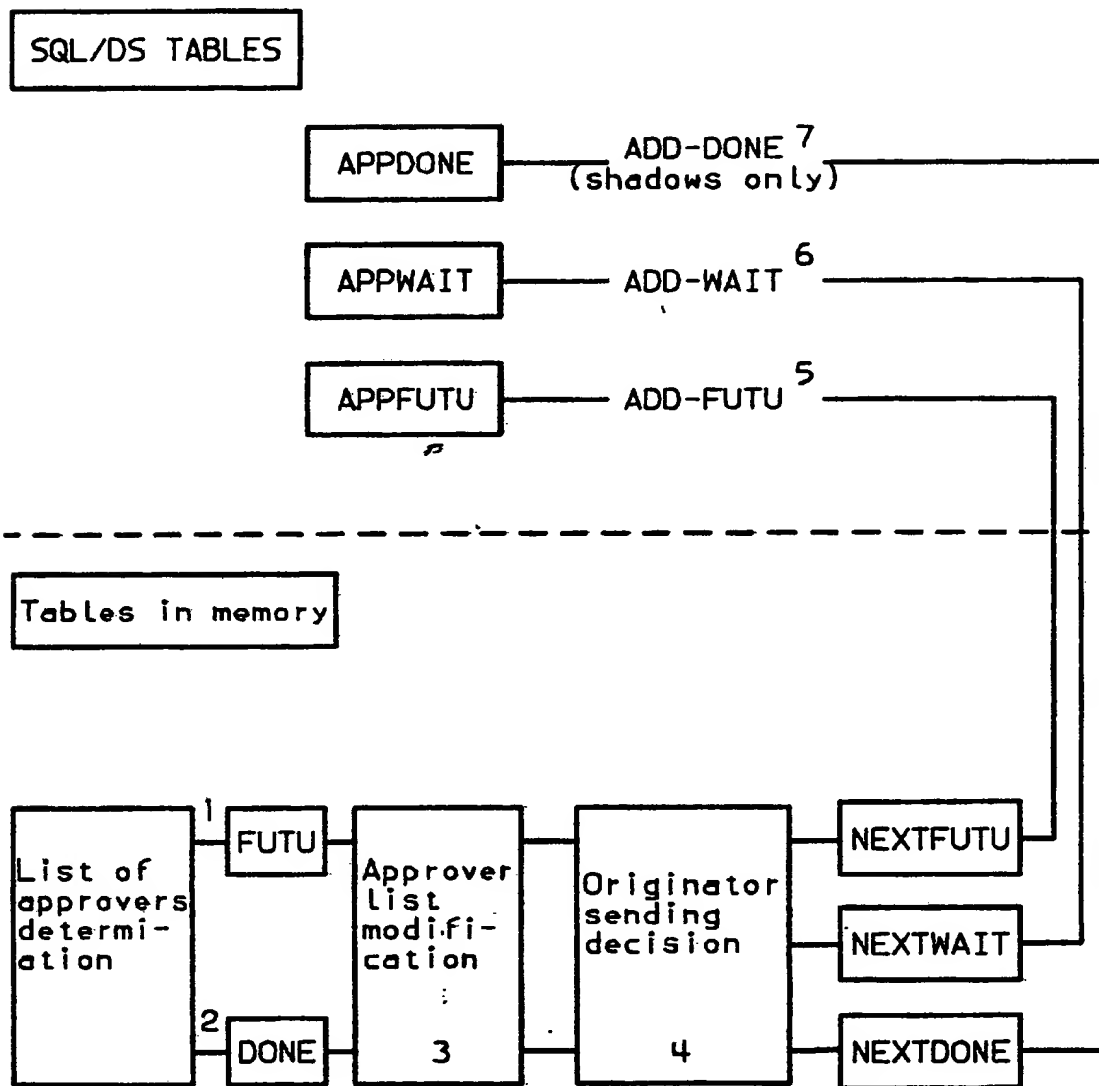 SQL/DS TABLES
APPDONE
ADD-DONE 7
(shadows only)
APPWAIT
ADD-WAIT 6
APPFUTU
ADD-FUTU 5
Tables in memory
1
FUTU
NEXTFUTU
List of
approvers
determi-
ation
Approver
list
modifi-
cation
3
Originator
sending
decision
4
NEXTWAIT
2
DONE
NEXTDONE